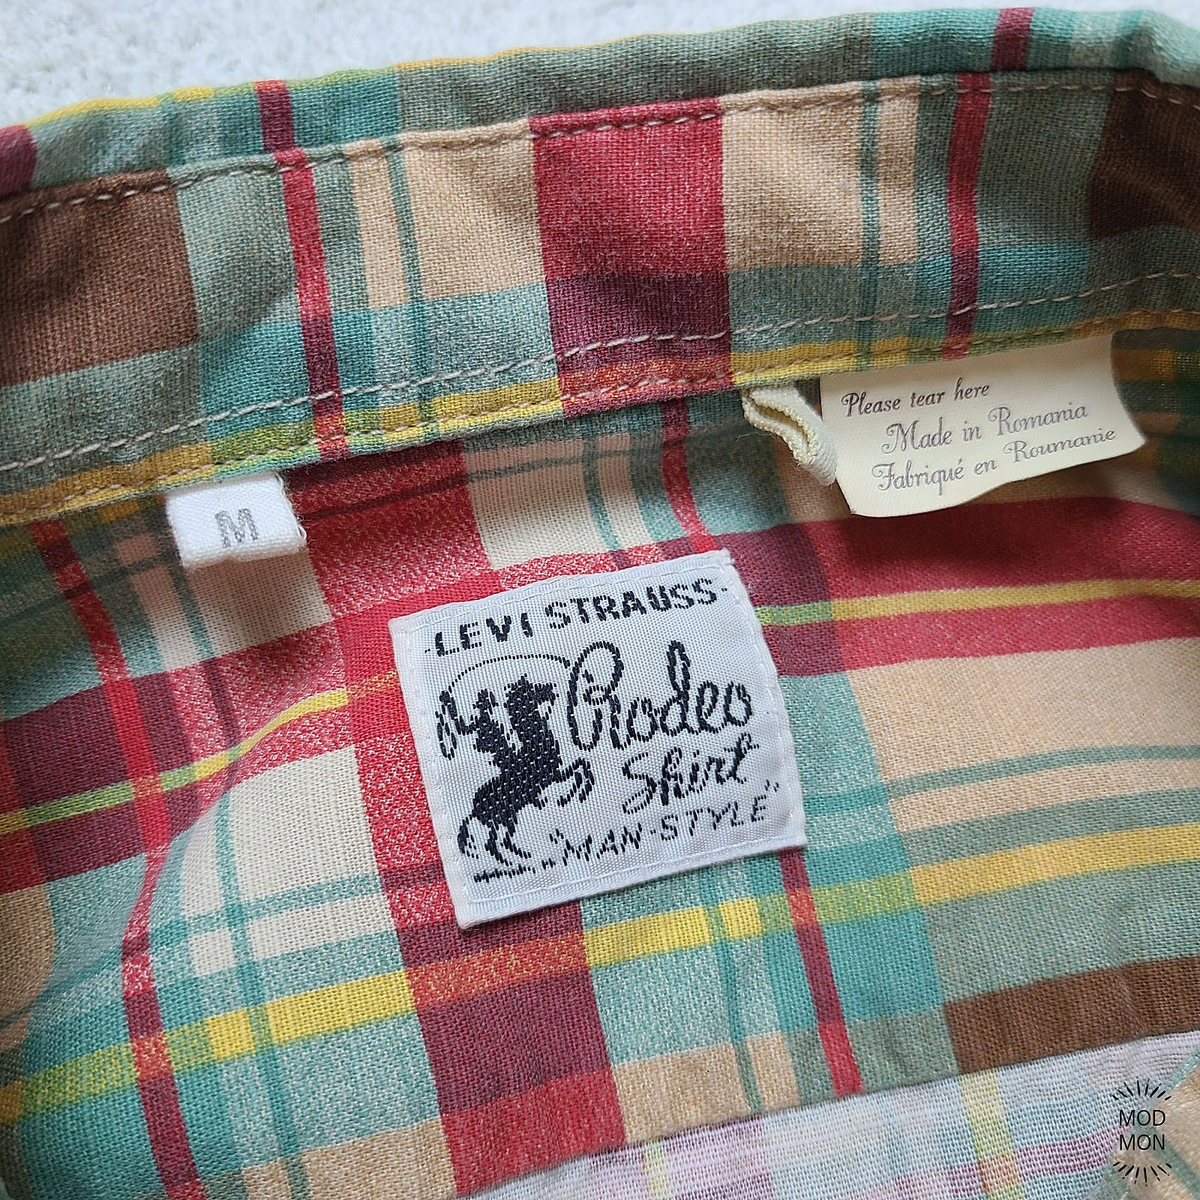 Please tear here
Made in Romania
Fabriqué en Roumanie
M
-LEVI STRAUSS-
Rodeo
Shirt
"MAN-STYLE"
MOD
MON